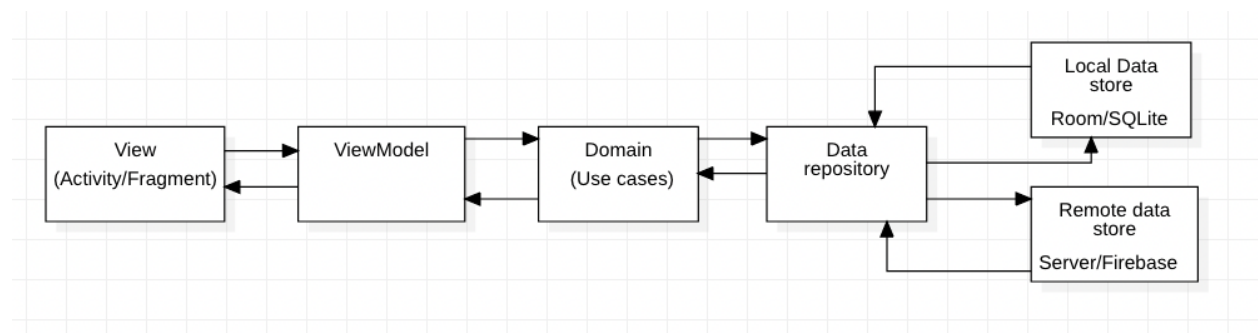 View
(Activity/Fragment)
ViewModel
Domain
(Use cases)
Data
repository
Local Data
store
Room/SQLite
Remote data
store
Server/Firebase